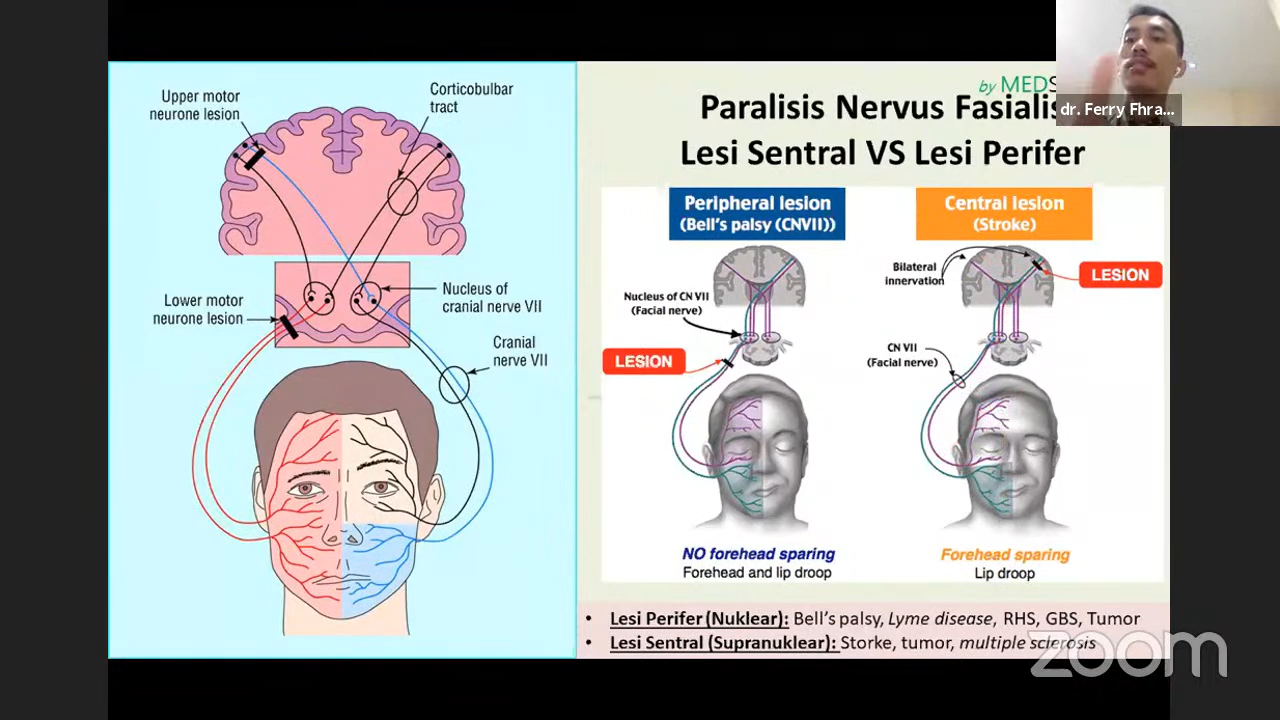 Upper motor
neurone lesion
Corticobulbar
tract
Lower motor
neurone lesion
Nucleus of
cranial nerve VII
Cranial
nerve VII
by MEDS
Paralisis Nervus Fasialis
Lesi Sentral VS Lesi Perifer
dr. Ferry Fhra...
Peripheral lesion
(Bell's palsy (CNVII))
Nucleus of CN VII
(Facial nerve)
LESION
NO forehead sparing
Forehead and lip droop
Central lesion
(Stroke)
Bilateral
innervation
LESION
CN VII
(Facial nerve)
Forehead sparing
Lip droop
• Lesi Perifer (Nuklear): Bell's palsy, Lyme disease, RHS, GBS, Tumor
• Lesi Sentral (Supranuklear): Storke, tumor, multiple sclerosis
zoom